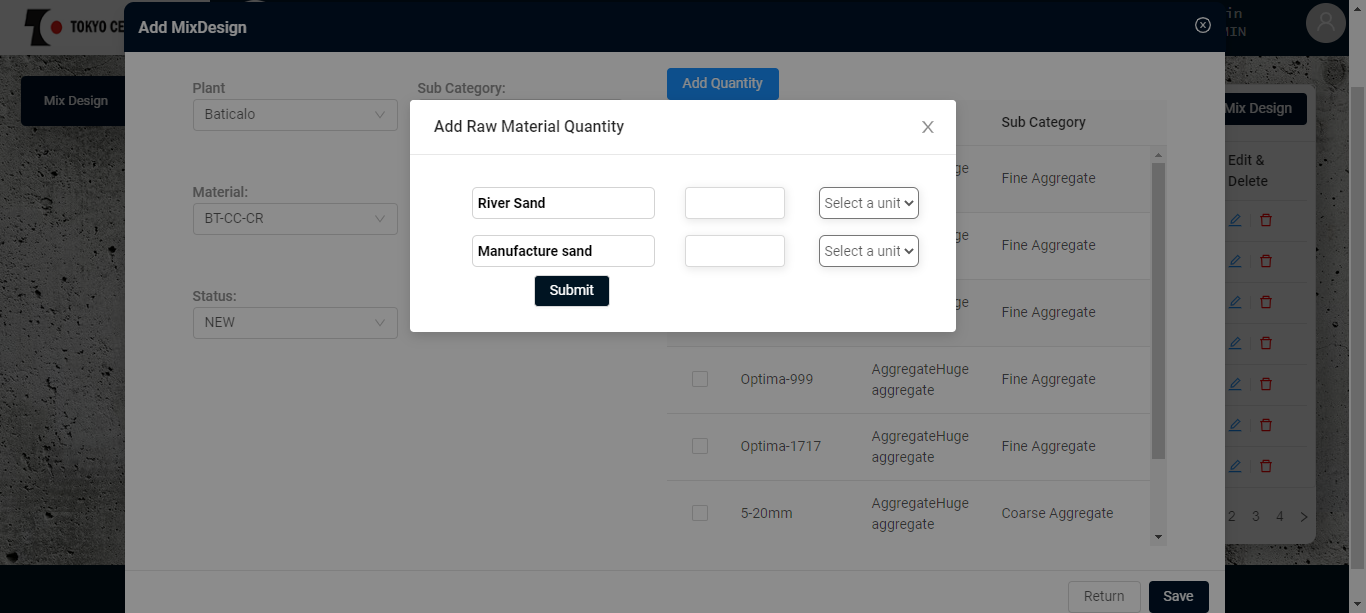 TOKYO CE
Add MixDesign
in
MIN
Mix Design
Plant
Baticalo
Sub Category:
Add Quantity
Add Raw Material Quantity
Sub Category
Mix Design
Edit &
Delete
River Sand
Select a unit
Manufacture sand
Select a unit
Submit
ge
Fine Aggregate
ge
Fine Aggregate
ge
Fine Aggregate
Material:
BT-CC-CR
Status:
NEW
Optima-999
AggregateHuge
aggregate
Fine Aggregate
Optima-1717
AggregateHuge
aggregate
Fine Aggregate
5-20mm
AggregateHuge
aggregate
Coarse Aggregate
2 3 4
Return
Save